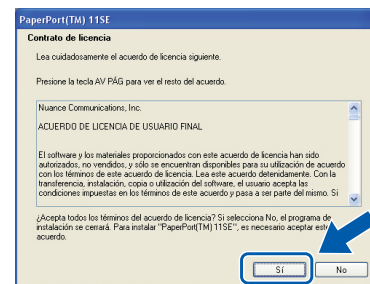 PaperPort(TM) 11SE
Contrato de licencia
Lea cuidadosamente el acuerdo de licencia siguiente.
Presione la tecla AV PÁG para ver el resto del acuerdo.
Nuance Communications, Inc.
ACUERDO DE LICENCIA DE USUARIO FINAL
El software y los materiales proporcionados con este acuerdo de licencia han sido
autorizados, no vendidos, y sólo se encuentran disponibles para su utilización de acuerdo
con los términos de este acuerdo de licencia. Lea este acuerdo detenidamente. Con la
transferencia, instalación, copia o utilización del software, el usuario acepta las
condiciones impuestas en los términos de este acuerdo y pasa a ser parte del mismo. Si
¿Acepta todos los términos del acuerdo de licencia? Si selecciona No, el programa de
instalación se cerrará. Para instalar "PaperPort(TM) 11SE", es necesario aceptar este
acuerdo.
Sí
No